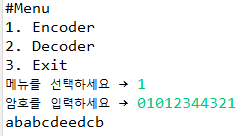 #Menu
1. Encoder
2. Decoder
3. Exit
메뉴를 선택하세요 → 1
암호를 입력하세요 → 01012344321
ababcdeedcb